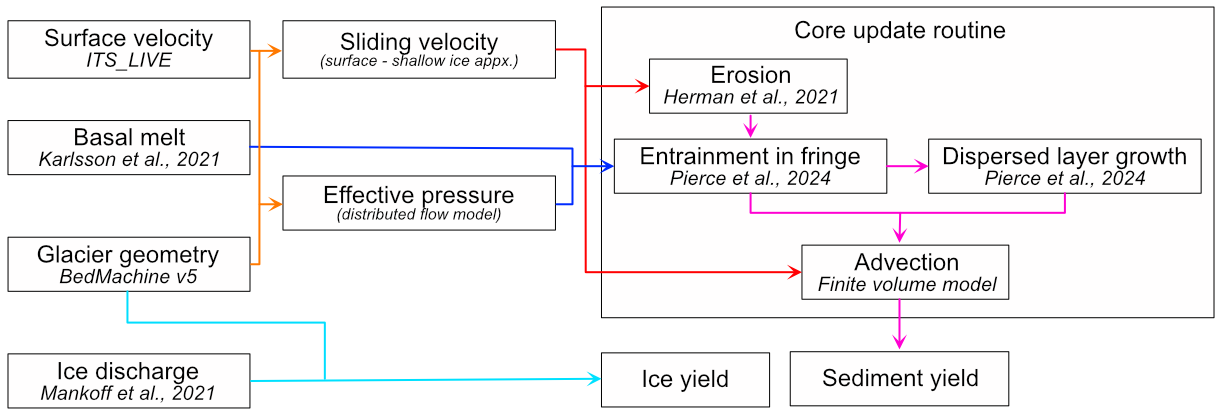 Surface velocity
ITS_LIVE
Sliding velocity
(surface - shallow ice appx.)
Core update routine
Erosion
Herman et al., 2021
Basal melt
Karlsson et al., 2021
Entrainment in fringe
Pierce et al., 2024
Dispersed layer growth
Pierce et al., 2024
Effective pressure
(distributed flow model)
Glacier geometry
BedMachine v5
Advection
Finite volume model
Ice discharge
Mankoff et al., 2021
Ice yield
Sediment yield